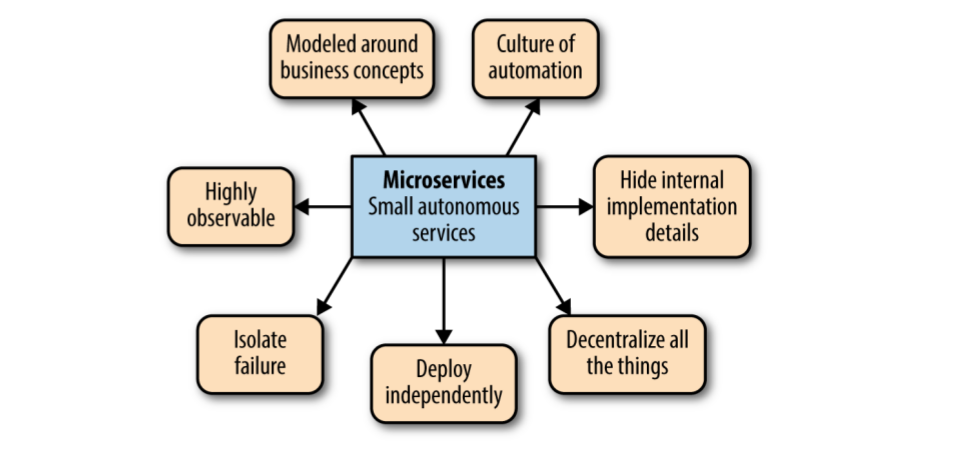 Modeled around
business concepts
Culture of
automation
Highly
observable
Microservices
Small autonomous
services
Hide internal
implementation
details
Isolate
failure
Deploy
independently
Decentralize all
the things